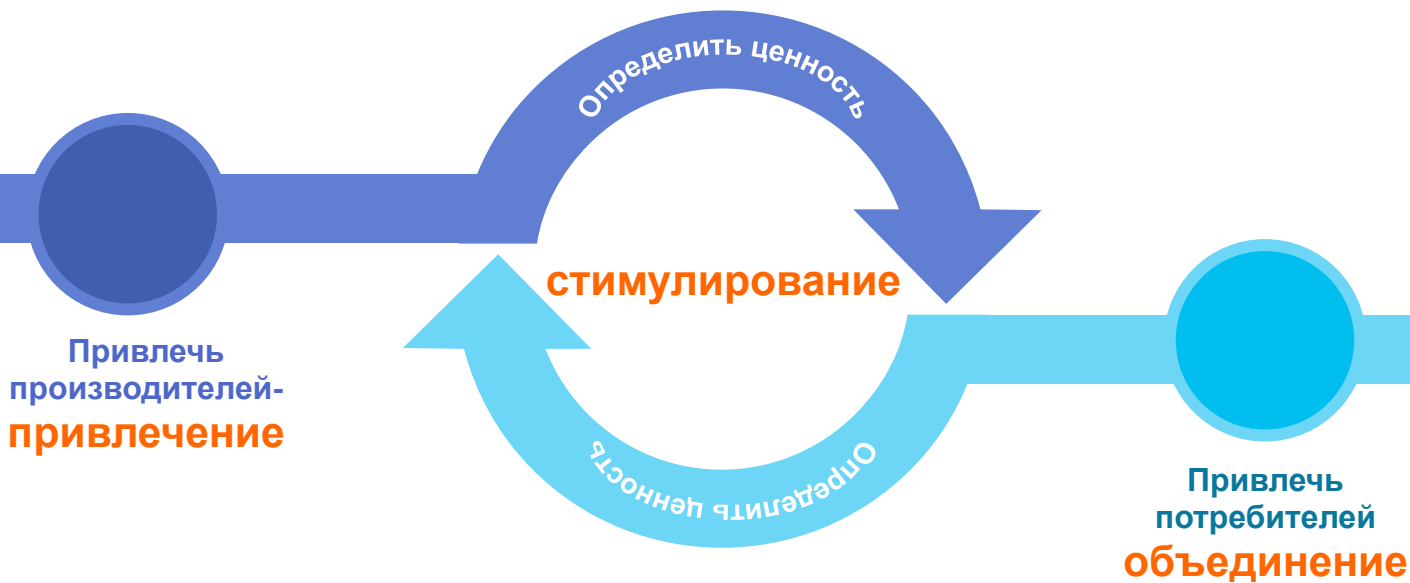 Определить ценность
стимулирование
Привлечь
производителей-
привлечение
Определить ценность
Привлечь
потребителей
объединение